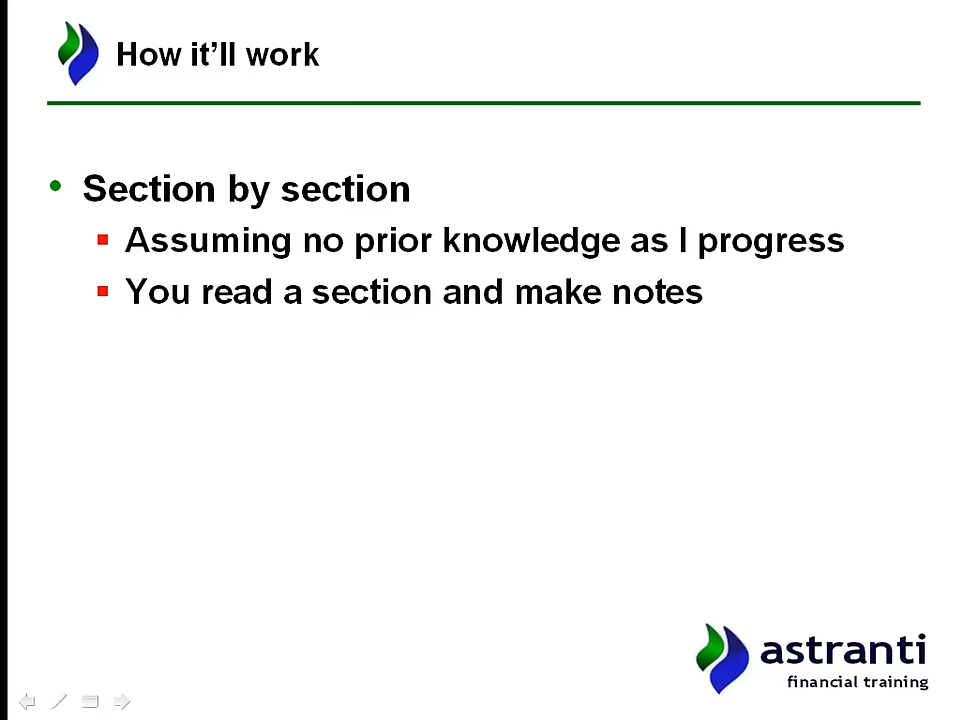 How it’ll work
Section by section
Assuming no prior knowledge as I progress
You read a section and make notes
astranti
financial training